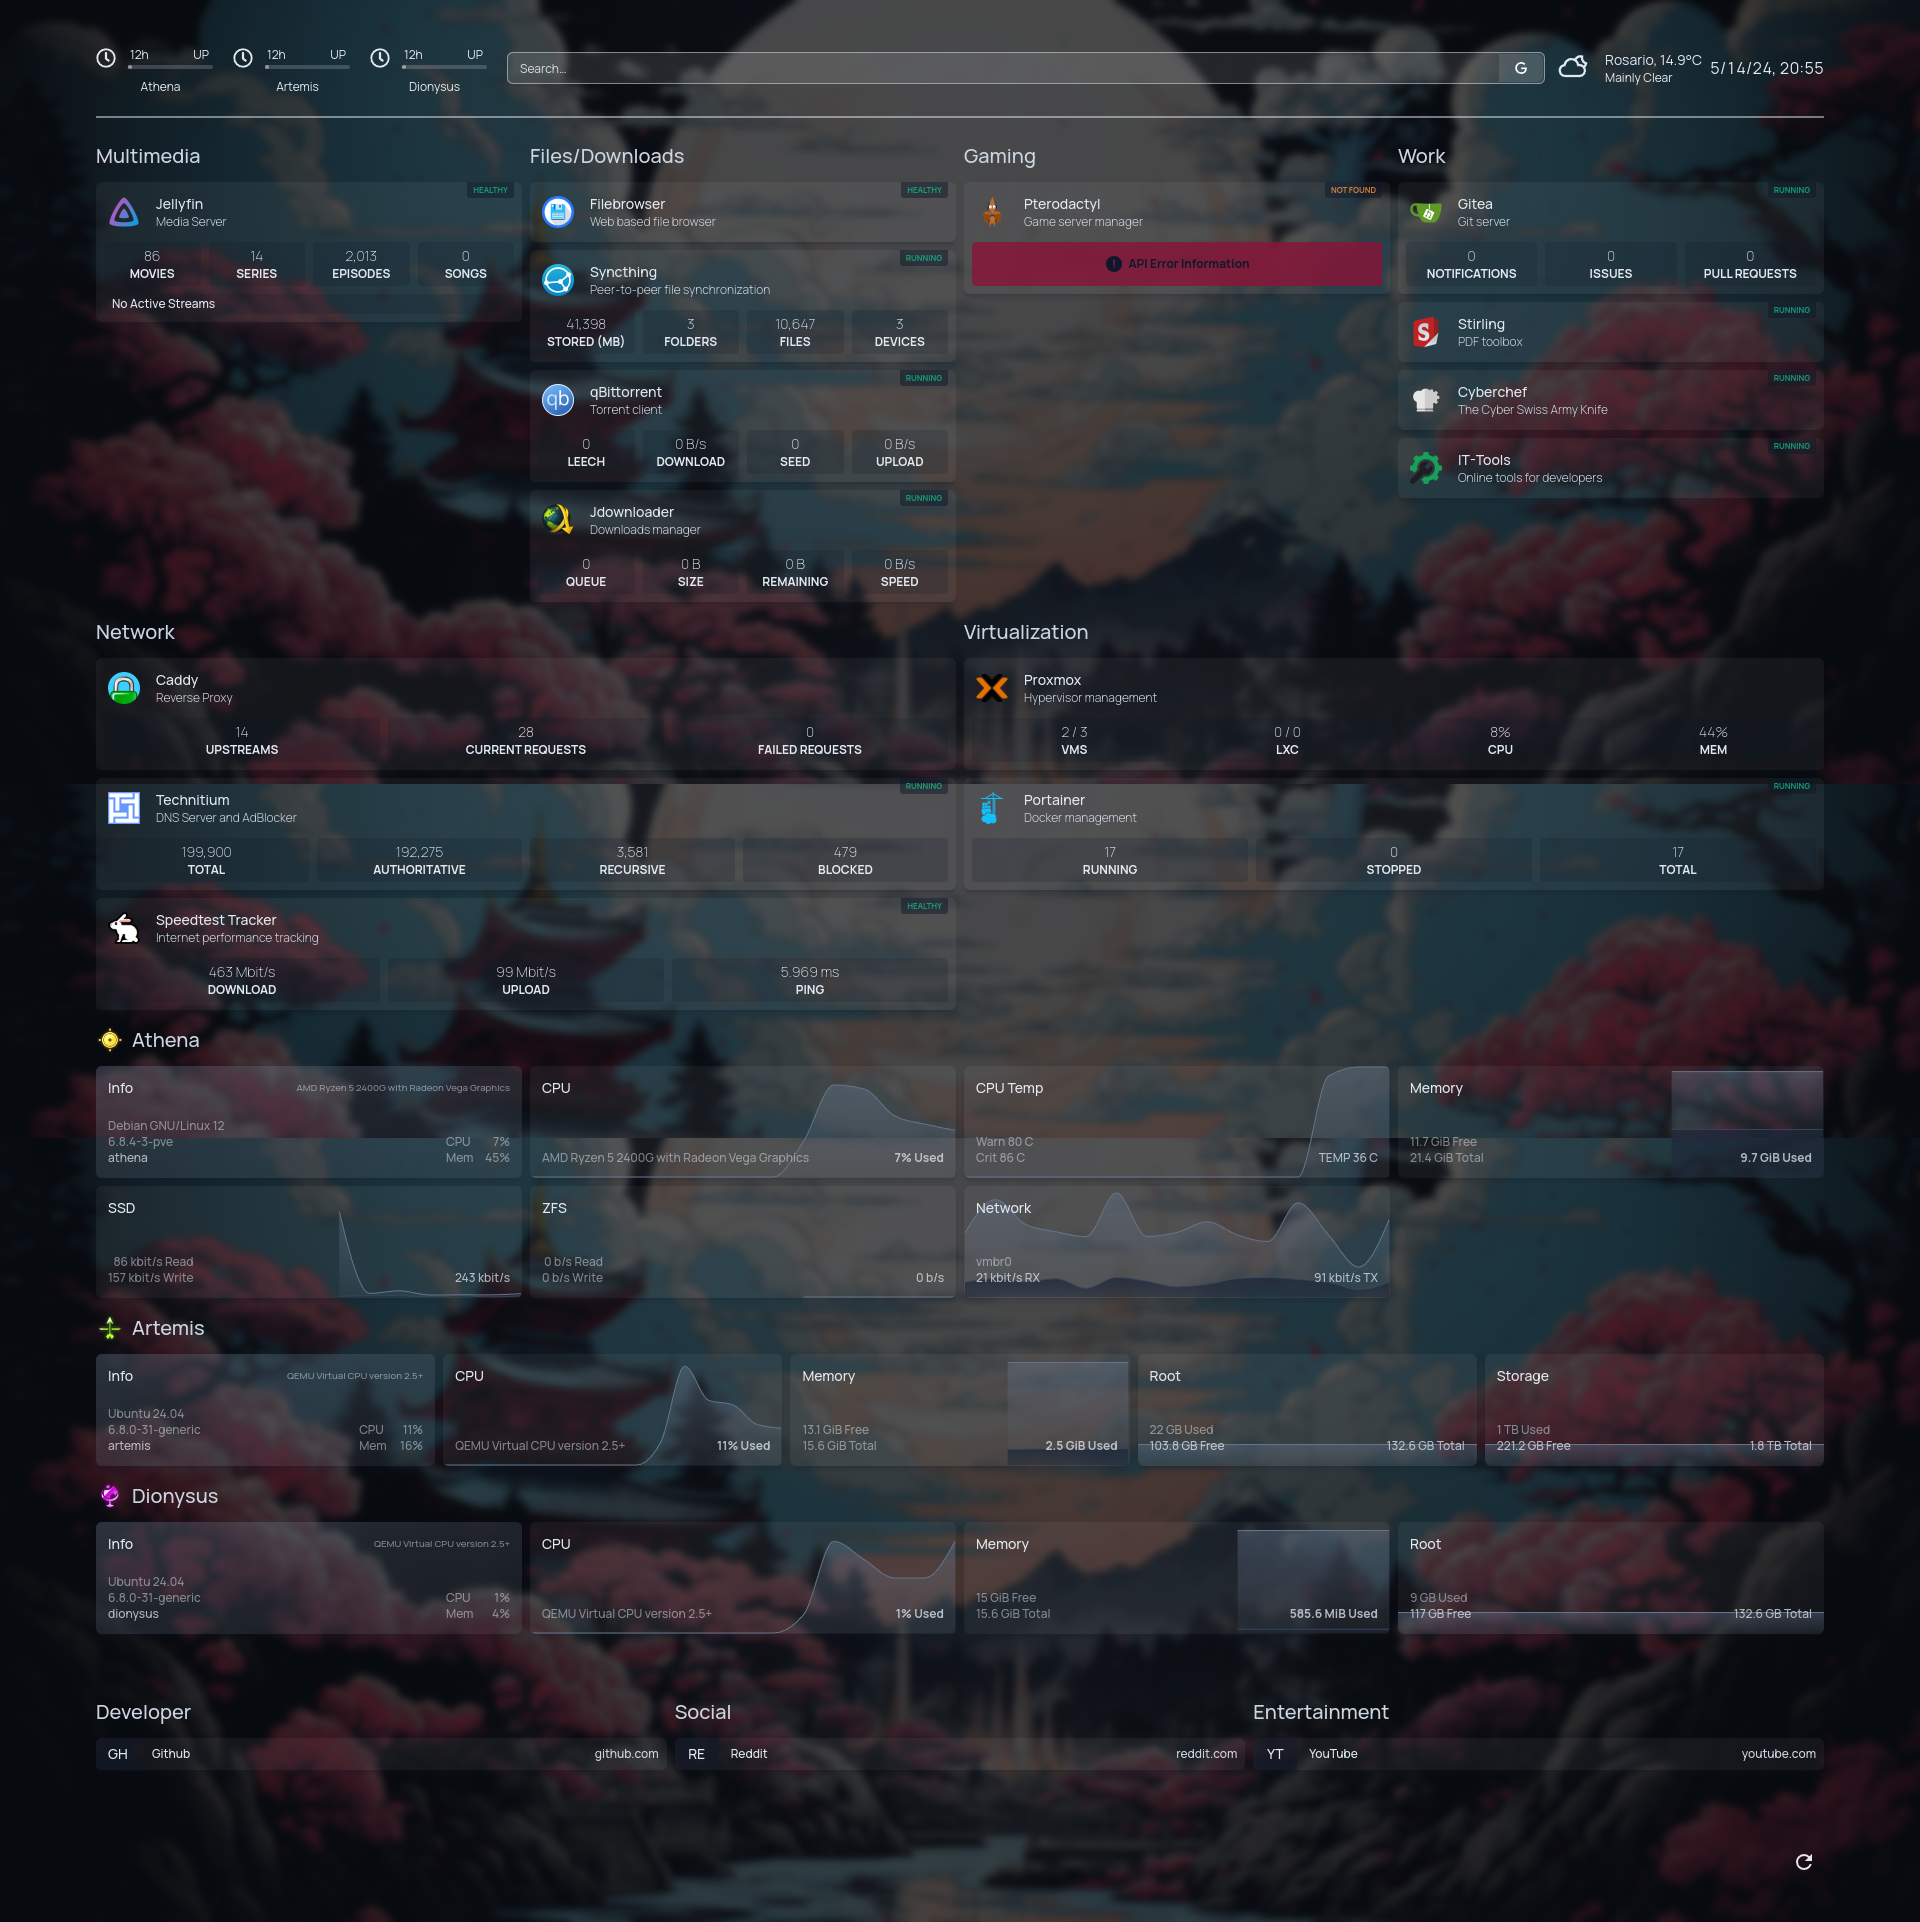 12h UP
Athena
12h UP
Artemis
12h UP
Dionysus
Search...
G
Rosario, 14.9°C
Mainly Clear
5/14/24, 20:55
Multimedia
Jellyfin
Media Server
HEALTHY
86 14 2,013 0
MOVIES SERIES EPISODES SONGS
No Active Streams
Files/Downloads
Filebrowser
Web based file browser
HEALTHY
Syncthing
Peer-to-peer file synchronization
RUNNING
41,398 3 10,647 3
STORED (MB) FOLDERS FILES DEVICES
qb
qBittorrent
Torrent client
RUNNING
0 0 B/s 0 0 B/s
LEECH DOWNLOAD SEED UPLOAD
Jdownloader
Downloads manager
RUNNING
0 0 B 0 B 0 B/s
QUEUE SIZE REMAINING SPEED
Gaming
Pterodactyl
Game server manager
NOT FOUND
API Error Information
Work
Gitea
Git server
RUNNING
0 0 0
NOTIFICATIONS ISSUES PULL REQUESTS
S
Stirling
PDF toolbox
RUNNING
Cyberchef
The Cyber Swiss Army Knife
RUNNING
IT-Tools
Online tools for developers
RUNNING
Network
Caddy
Reverse Proxy
14 28 0
UPSTREAMS CURRENT REQUESTS FAILED REQUESTS
Technitium
DNS Server and AdBlocker
RUNNING
199,900 192,275 3,581 479
TOTAL AUTHORITATIVE RECURSIVE BLOCKED
Speedtest Tracker
Internet performance tracking
HEALTHY
463 Mbit/s 99 Mbit/s 5.969 ms
DOWNLOAD UPLOAD PING
Virtualization
Proxmox
Hypervisor management
2 / 3 0 / 0 8% 44%
VMS LXC CPU MEM
Portainer
Docker management
RUNNING
17 0 17
RUNNING STOPPED TOTAL
Athena
Info AMD Ryzen 5 2400G with Radeon Vega Graphics
Debian GNU/Linux 12
6.8.4-3-pve CPU 7%
athena Mem 45%
CPU
AMD Ryzen 5 2400G with Radeon Vega Graphics 7% Used
CPU Temp
Warn 80 C
Crit 86 C TEMP 36 C
Memory
11.7 GiB Free
21.4 GiB Total 9.7 GiB Used
SSD
86 kbit/s Read
157 kbit/s Write 243 kbit/s
ZFS
0 b/s Read
0 b/s Write 0 b/s
Network
vmbr0
21 kbit/s RX 91 kbit/s TX
Artemis
Info QEMU Virtual CPU version 2.5+
Ubuntu 24.04
6.8.0-31-generic CPU 11%
artemis Mem 16%
CPU
QEMU Virtual CPU version 2.5+ 11% Used
Memory
13.1 GiB Free
15.6 GiB Total 2.5 GiB Used
Root
22 GB Used
103.8 GB Free 132.6 GB Total
Storage
1 TB Used
221.2 GB Free 1.8 TB Total
Dionysus
Info QEMU Virtual CPU version 2.5+
Ubuntu 24.04
6.8.0-31-generic CPU 1%
dionysus Mem 4%
CPU
QEMU Virtual CPU version 2.5+ 1% Used
Memory
15 GiB Free
15.6 GiB Total 585.6 MiB Used
Root
9 GB Used
117 GB Free 132.6 GB Total
Developer
GH Github github.com
Social
RE Reddit reddit.com
Entertainment
YT YouTube youtube.com